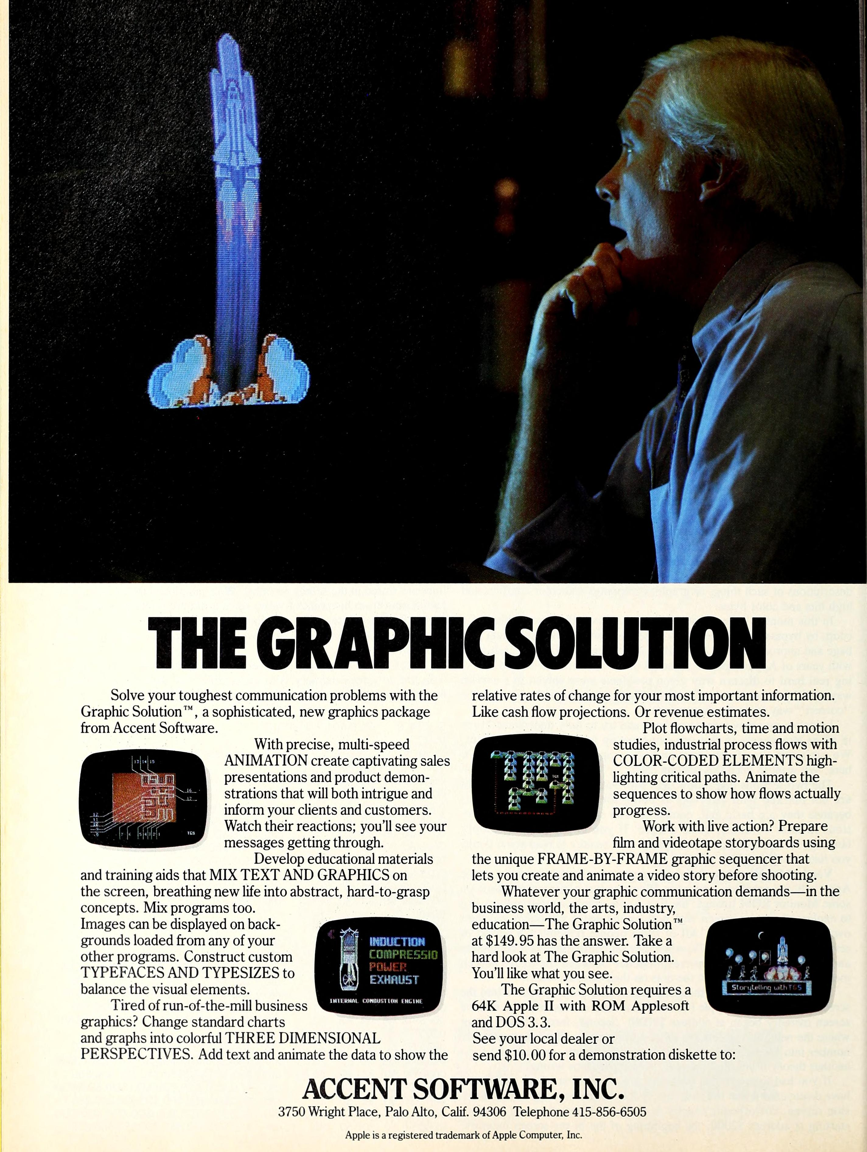 THE GRAPHIC SOLUTION
Solve your toughest communication problems with the
Graphic Solution™, a sophisticated, new graphics package
from Accent Software.
With precise, multi-speed
ANIMATION create captivating sales
presentations and product demon-
strations that will both intrigue and
inform your clients and customers.
Watch their reactions; you'll see your
messages getting through.
Develop educational materials
and training aids that MIX TEXT AND GRAPHICS on
the screen, breathing new life into abstract, hard-to-grasp
concepts. Mix programs too.
Images can be displayed on back-
grounds loaded from any of your
other programs. Construct custom
TYPEFACES AND TYPESIZES to
balance the visual elements.
Tired of run-of-the-mill business
graphics? Change standard charts
and graphs into colorful THREE DIMENSIONAL
PERSPECTIVES. Add text and animate the data to show the
13 14 15
16
17
TGS
INDUCTION
COMPRESSIO
POWER
EXHAUST
INTERNAL COMBUSTION ENGINE
relative rates of change for your most important information.
Like cash flow projections. Or revenue estimates.
Plot flowcharts, time and motion
studies, industrial process flows with
COLOR-CODED ELEMENTS high-
lighting critical paths. Animate the
sequences to show how flows actually
progress.
Work with live action? Prepare
film and videotape storyboards using
the unique FRAME-BY-FRAME graphic sequencer that
lets you create and animate a video story before shooting.
Whatever your graphic communication demands—in the
business world, the arts, industry,
education—The Graphic Solution™
at $149.95 has the answer. Take a
hard look at The Graphic Solution.
You'll like what you see.
The Graphic Solution requires a
64K Apple II with ROM Applesoft
and DOS 3.3.
See your local dealer or
send $10.00 for a demonstration diskette to:
Storytelling with TGS
ACCENT SOFTWARE, INC.
3750 Wright Place, Palo Alto, Calif. 94306 Telephone 415-856-6505
Apple is a registered trademark of Apple Computer, Inc.